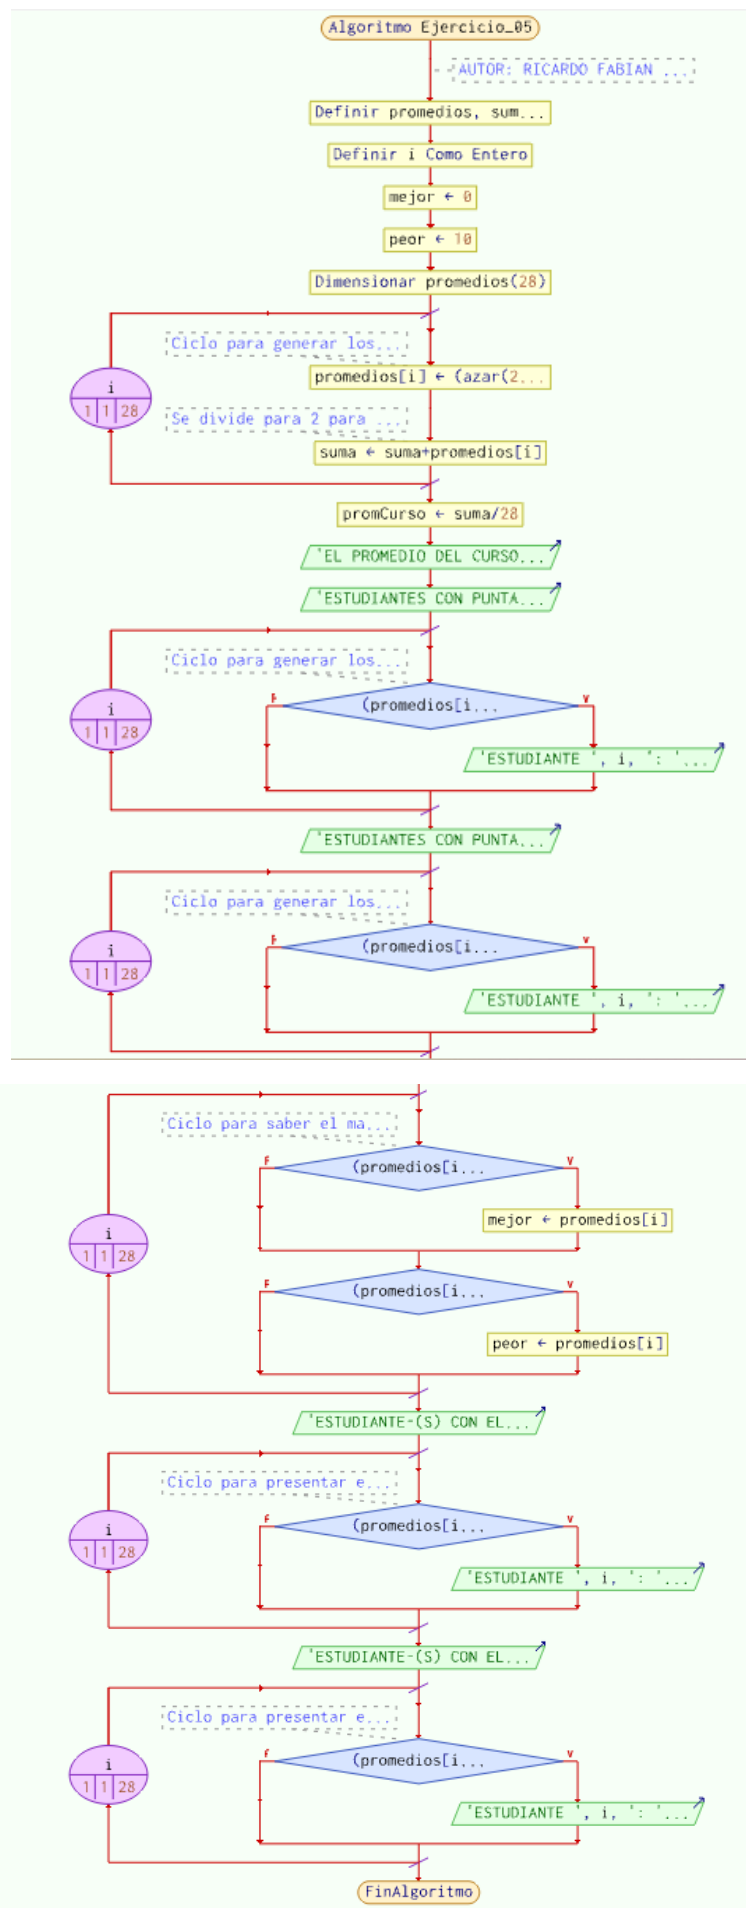 Algoritmo Ejercicio_05
AUTOR: RICARDO FABIAN ...
Definir promedios, sum...
Definir i Como Entero
mejor ← 0
peor ← 10
Dimensionar promedios(28)
Ciclo para generar los...
promedios[i] ← (azar(2...
i
1 1 28
Se divide para 2 para ...
suma ← suma+promedios[i]
promCurso ← suma/28
'EL PROMEDIO DEL CURSO...
'ESTUDIANTES CON PUNTA...
Ciclo para generar los...
F
V
(promedios[i...
i
1 1 28
'ESTUDIANTE ', i, ': '...
'ESTUDIANTES CON PUNTA...
Ciclo para generar los...
F
V
(promedios[i...
i
1 1 28
'ESTUDIANTE ', i, ': '...
Ciclo para saber el ma...
F
V
(promedios[i...
mejor ← promedios[i]
i
1 1 28
F
V
(promedios[i...
peor ← promedios[i]
'ESTUDIANTE-(S) CON EL...
Ciclo para presentar e...
F
V
(promedios[i...
i
1 1 28
'ESTUDIANTE ', i, ': '...
'ESTUDIANTE-(S) CON EL...
Ciclo para presentar e...
F
V
(promedios[i...
i
1 1 28
'ESTUDIANTE ', i, ': '...
FinAlgoritmo